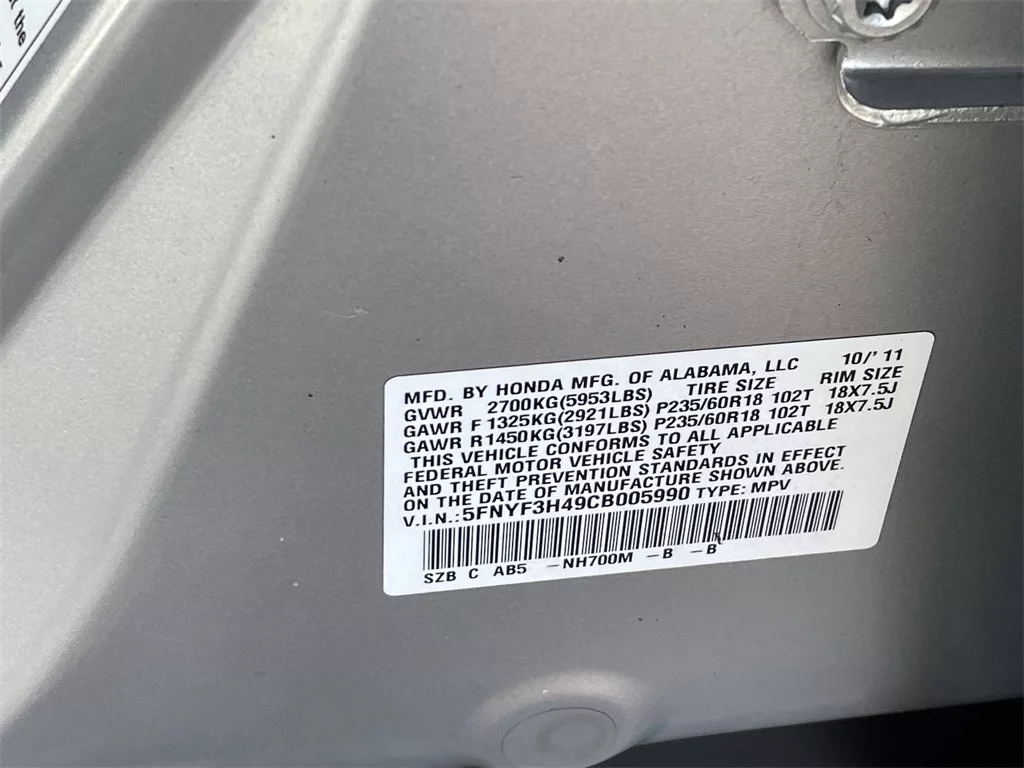 the
MFD. BY HONDA MFG. OF ALABAMA, LLC 10/'11
GVWR 2700KG(5953LBS) TIRE SIZE RIM SIZE
GAWR F 1325KG(2921LBS) P235/60R18 102T 18X7.5J
GAWR R1450KG(3197LBS) P235/60R18 102T 18X7.5J
THIS VEHICLE CONFORMS TO ALL APPLICABLE
FEDERAL MOTOR VEHICLE SAFETY
AND THEFT PREVENTION STANDARDS IN EFFECT
ON THE DATE OF MANUFACTURE SHOWN ABOVE.
V.I.N.:5FNYF3H49CB005990 TYPE: MPV
SZB C AB5 -NH700M -B -B